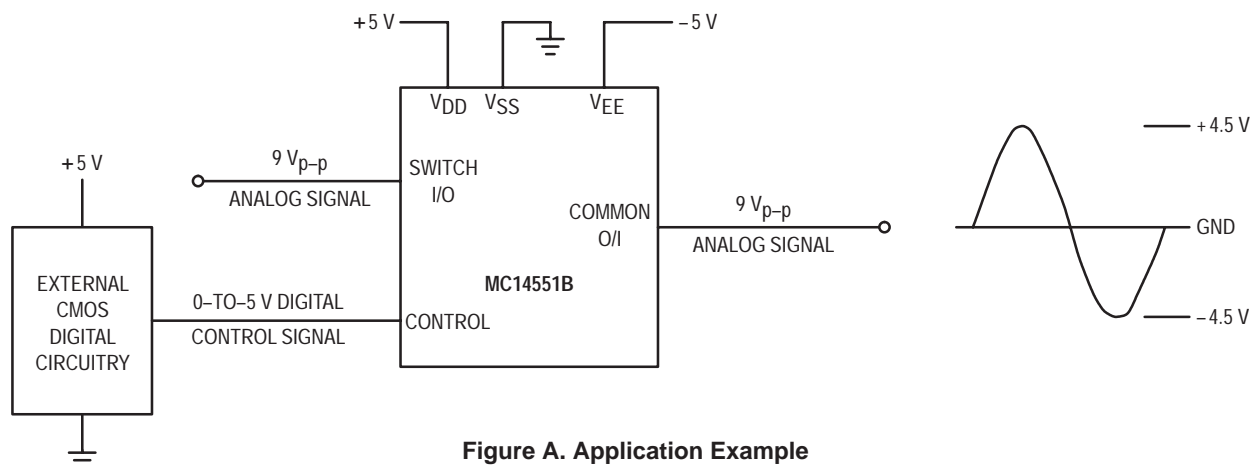 +5 V
–5 V
VDD
VSS
VEE
+5 V
9 Vp–p
ANALOG SIGNAL
SWITCH
I/O
COMMON
O/I
9 Vp–p
ANALOG SIGNAL
+4.5 V
GND
–4.5 V
EXTERNAL
CMOS
DIGITAL
CIRCUITRY
0–TO–5 V DIGITAL
CONTROL SIGNAL
MC14551B
CONTROL
Figure A. Application Example